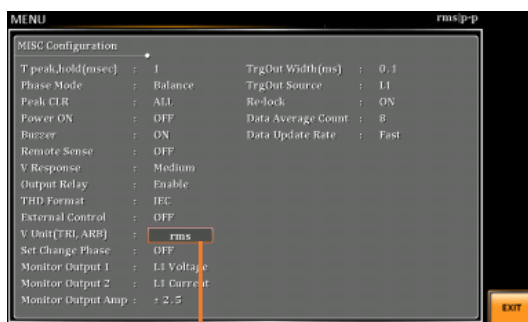 MENU rms|p-p
MISC Configuration
T peak,hold(msec) : 1
Phase Mode : Balance
Peak CLR : ALL
Power ON : OFF
Buzzer : ON
Remote Sense : OFF
V Response : Medium
Output Relay : Enable
THD Format : IEC
External Control : OFF
V Unit(TRI, ARB) : rms
Set Change Phase : OFF
Monitor Output 1 : L1 Voltage
Monitor Output 2 : L1 Current
Monitor Output Amp : ± 2.5
TrgOut Width(ms) : 0.1
TrgOut Source : L1
Re-lock : ON
Data Average Count : 8
Data Update Rate : Fast
EXIT